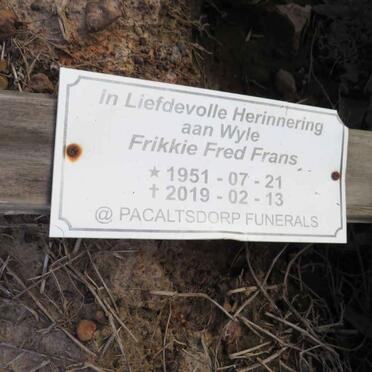 In Liefdevolle Herinnering
aan Wyle
Frikkie Fred Frans
★ 1951 - 07 - 21
✝ 2019 - 02 - 13
@ PACALTSDORP FUNERALS